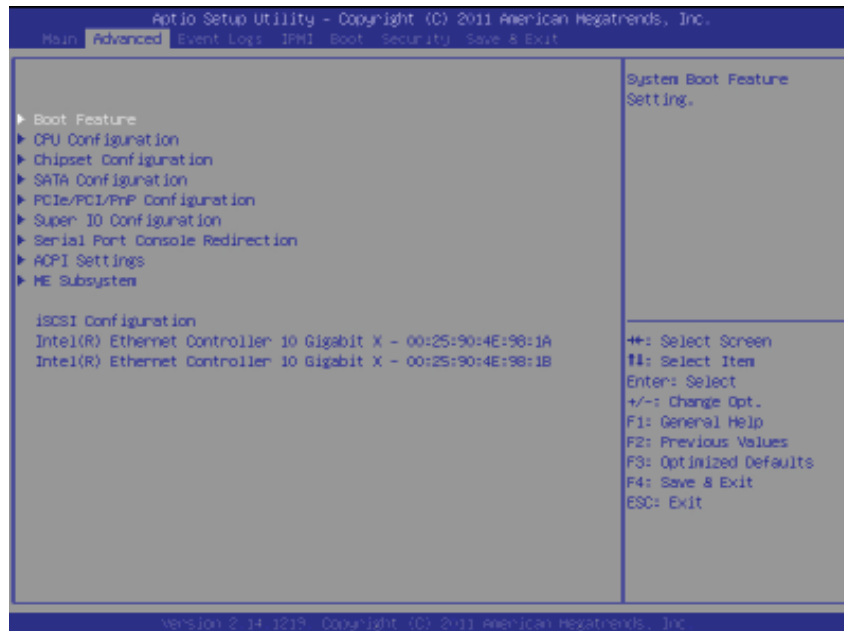 Aptio Setup Utility - Copyright (C) 2011 American Megatrends, Inc.
Main Advanced Event Logs IPMI Boot Security Save & Exit
Boot Feature
CPU Configuration
Chipset Configuration
SATA Configuration
PCIe/PCI/PnP Configuration
Super IO Configuration
Serial Port Console Redirection
ACPI Settings
ME Subsystem
iSCSI Configuration
Intel(R) Ethernet Controller 10 Gigabit X - 00:25:90:4E:98:1A
Intel(R) Ethernet Controller 10 Gigabit X - 00:25:90:4E:98:1B
System Boot Feature
Setting.
→←: Select Screen
↑↓: Select Item
Enter: Select
+/-: Change Opt.
F1: General Help
F2: Previous Values
F3: Optimized Defaults
F4: Save & Exit
ESC: Exit
Version 2.14.1219. Copyright (C) 2011 American Megatrends, Inc.